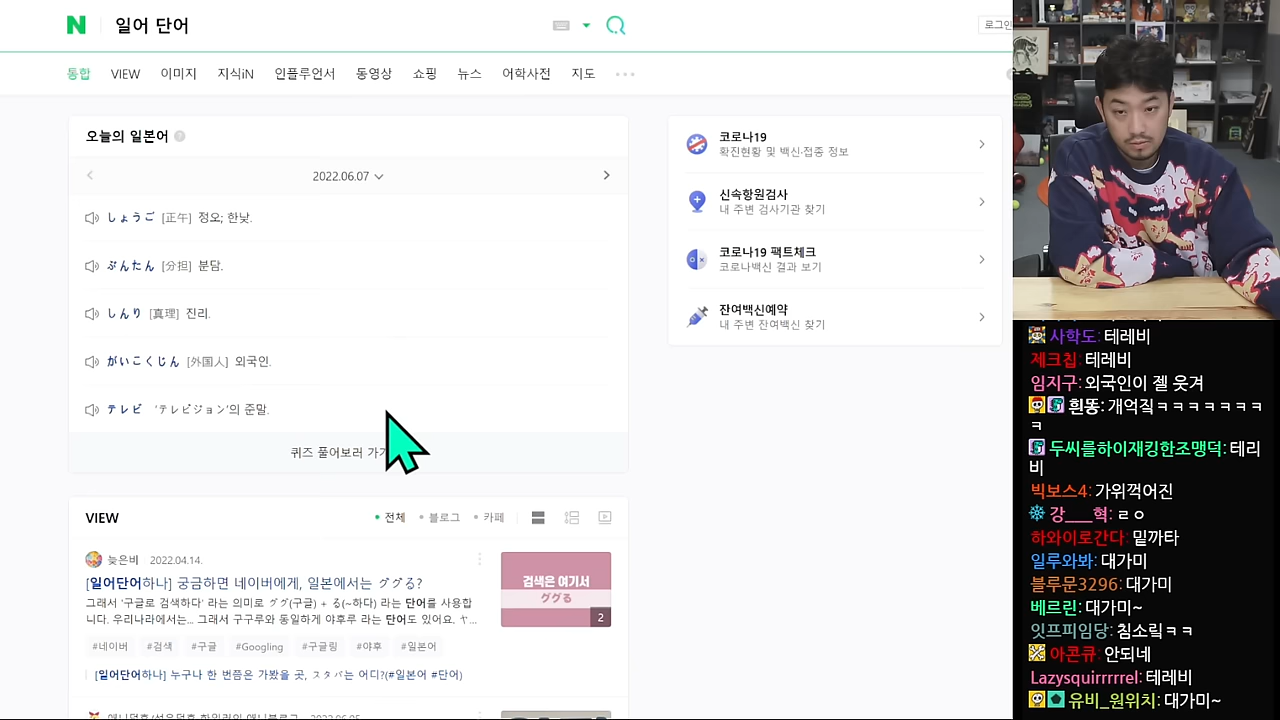 N 일어 단어
로그인
통합 VIEW 이미지 지식iN 인플루언서 동영상 쇼핑 뉴스 어학사전 지도
오늘의 일본어
2022.06.07
しょうご [正午] 정오; 한낮.
ぶんたん [分担] 분담.
しんり [真理] 진리.
がいこくじん [外国人] 외국인.
テレビ 'テレビジョン'의 준말.
퀴즈 풀어보러 가기
코로나19
확진현황 및 백신·접종 정보
신속항원검사
내 주변 검사기관 찾기
코로나19 팩트체크
코로나백신 결과 보기
잔여백신예약
내 주변 잔여백신 찾기
VIEW
전체 블로그 카페
늦은비 2022.04.14.
[일어단어하나] 궁금하면 네이버에게, 일본에서는 ググる?
그래서 '구글로 검색하다' 라는 의미로 ググ(구글) + る(~하다) 라는 단어를 사용합
니다. 우리나라에서는... 그래서 구구루와 동일하게 야후루 라는 단어도 있어요. ヤ...
#네이버 #검색 #구글 #Googling #구글링 #야후 #일본어
[일어단어하나] 누구나 한 번쯤은 가봤을 곳, スタバ는 어디?(#일본어 #단어)
검색은 여기서
ググる
2
사학도: 테레비
제크칩: 테레비
임지구: 외국인이 젤 웃겨
흰똥: 개억짘ㅋㅋㅋㅋㅋㅋㅋ
ㅋ
두씨를하이재킹한조맹덕: 테리
비
빅보스4: 가위꺽어진
강___혁: ㄹㅇ
하와이로간다: 밑까타
일루와봐: 대가미
블루문3296: 대가미
베르린: 대가미~
잇프피임당: 침소맄ㅋㅋ
아콘큐: 안되네
Lazysquirrrrrel: 테레비
유비_원위치: 대가미~